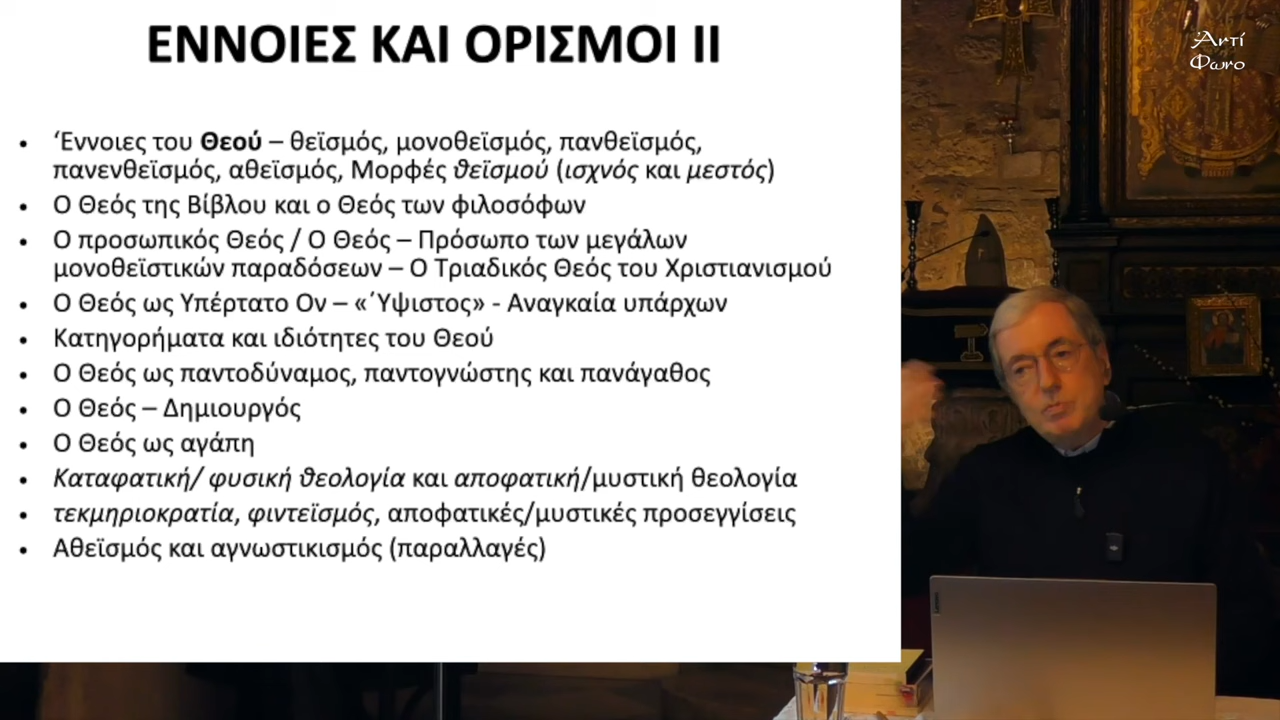 ΕΝΝΟΙΕΣ ΚΑΙ ΟΡΙΣΜΟΙ ΙΙ
• ‘Εννοιες του Θεού – θεϊσμός, μονοθεϊσμός, πανθεϊσμός,
πανενθεϊσμός, αθεϊσμός, Μορφές θεϊσμού (ισχνός και μεστός)
• Ο Θεός της Βίβλου και ο Θεός των φιλοσόφων
• Ο προσωπικός Θεός / Ο Θεός – Πρόσωπο των μεγάλων
μονοθεϊστικών παραδόσεων – Ο Τριαδικός Θεός του Χριστιανισμού
• Ο Θεός ως Υπέρτατο Ον – «΄Υψιστος» - Αναγκαία υπάρχων
• Κατηγορήματα και ιδιότητες του Θεού
• Ο Θεός ως παντοδύναμος, παντογνώστης και πανάγαθος
• Ο Θεός – Δημιουργός
• Ο Θεός ως αγάπη
• Καταφατική/ φυσική θεολογία και αποφατική/μυστική θεολογία
• τεκμηριοκρατία, φιντεϊσμός, αποφατικές/μυστικές προσεγγίσεις
• Αθεϊσμός και αγνωστικισμός (παραλλαγές)
Ἀντί
Φωνο
Lenovo